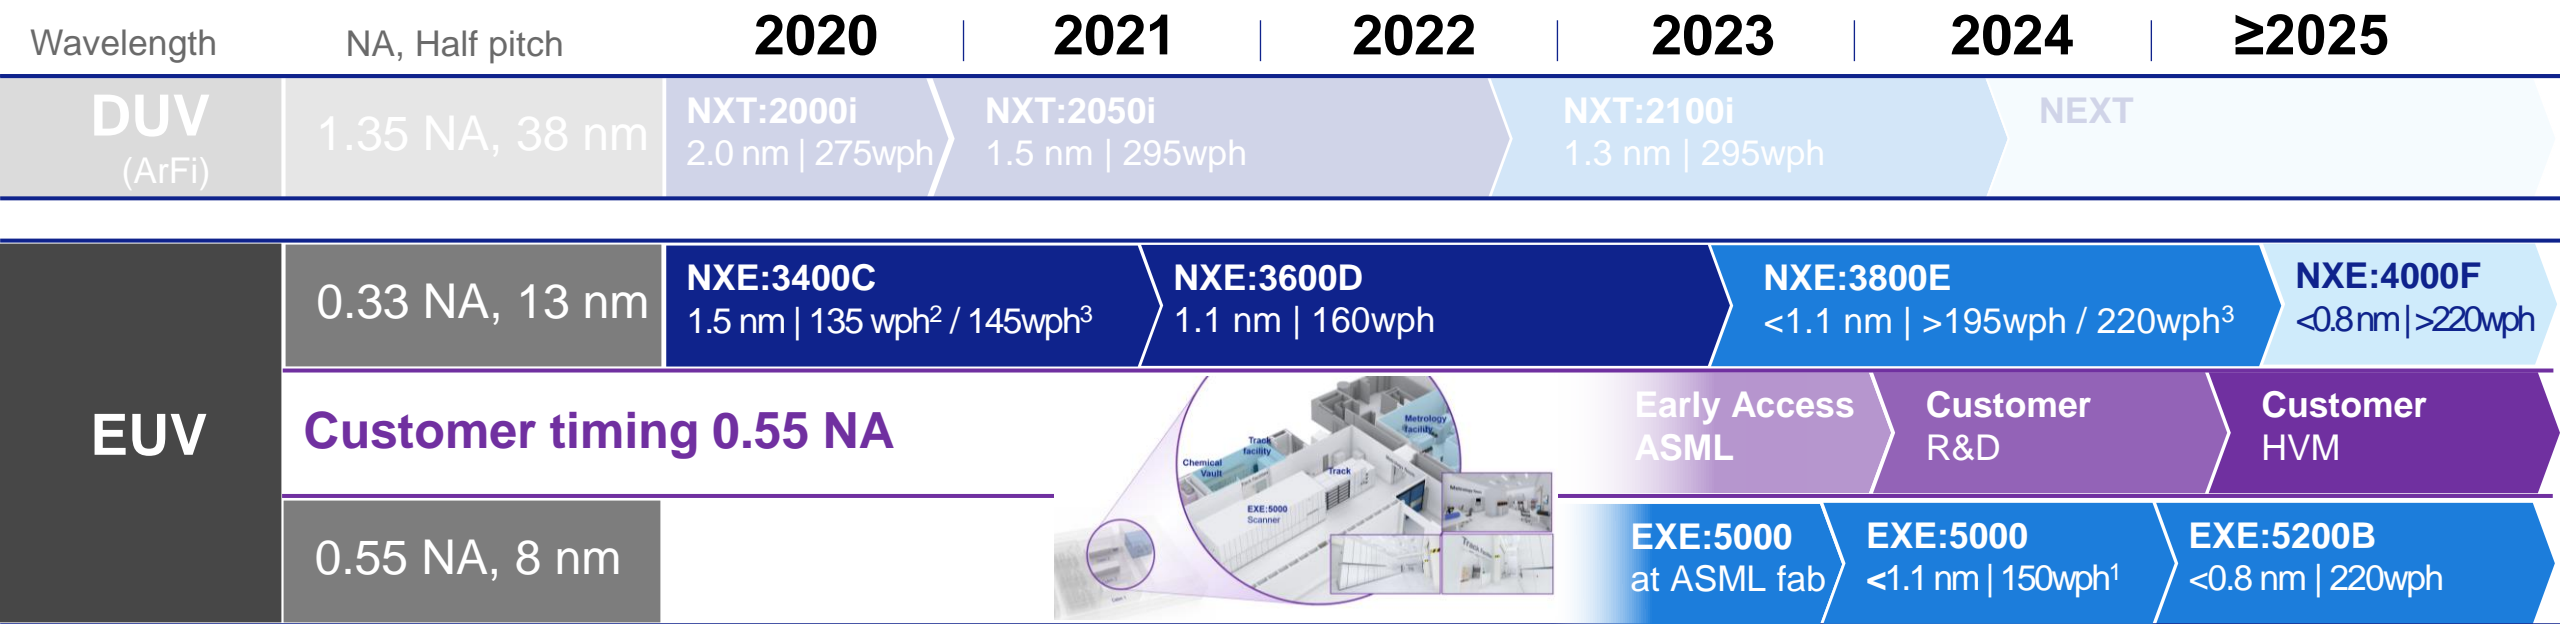 Wavelength NA, Half pitch 2020 2021 2022 2023 2024 ≥2025
DUV
(ArFi)
1.35 NA, 38 nm
NXT:2000i
2.0 nm | 275wph
NXT:2050i
1.5 nm | 295wph
NXT:2100i
1.3 nm | 295wph
NEXT
EUV
0.33 NA, 13 nm
NXE:3400C
1.5 nm | 135 wph² / 145wph³
NXE:3600D
1.1 nm | 160wph
NXE:3800E
<1.1 nm | >195wph / 220wph³
NXE:4000F
<0.8 nm | >220wph
Customer timing 0.55 NA
Metrology
facility
Track
facility
Chemical
Vault
Track
EXE:5000
Scanner
Early Access
ASML
Customer
R&D
Customer
HVM
0.55 NA, 8 nm
EXE:5000
at ASML fab
EXE:5000
<1.1 nm | 150wph¹
EXE:5200B
<0.8 nm | 220wph